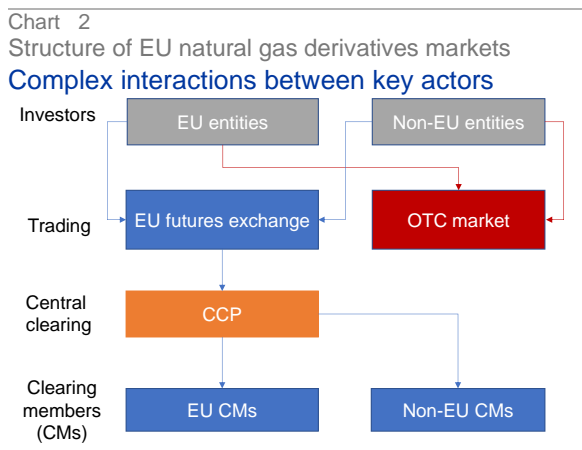 Chart 2
Structure of EU natural gas derivatives markets
Complex interactions between key actors
Investors
EU entities
Non-EU entities
Trading
EU futures exchange
OTC market
Central
clearing
CCP
Clearing
members
(CMs)
EU CMs
Non-EU CMs